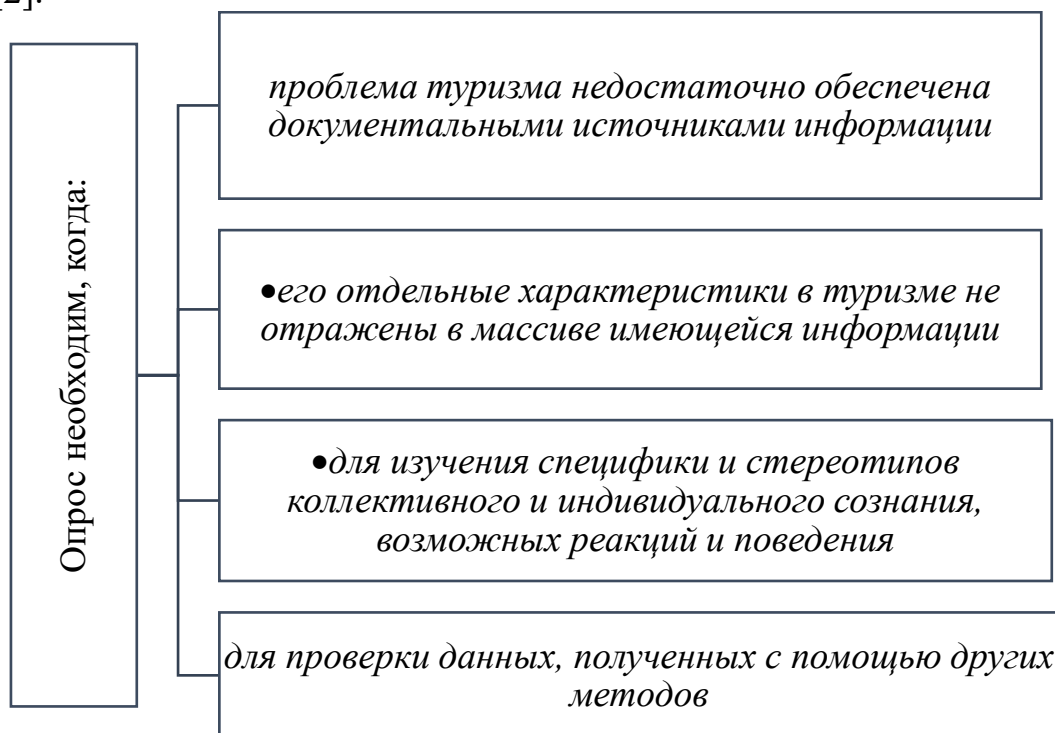 [2].
Опрос необходим, когда:
проблема туризма недостаточно обеспечена
документальными источниками информации
•его отдельные характеристики в туризме не
отражены в массиве имеющейся информации
•для изучения специфики и стереотипов
коллективного и индивидуального сознания,
возможных реакций и поведения
для проверки данных, полученных с помощью других
методов